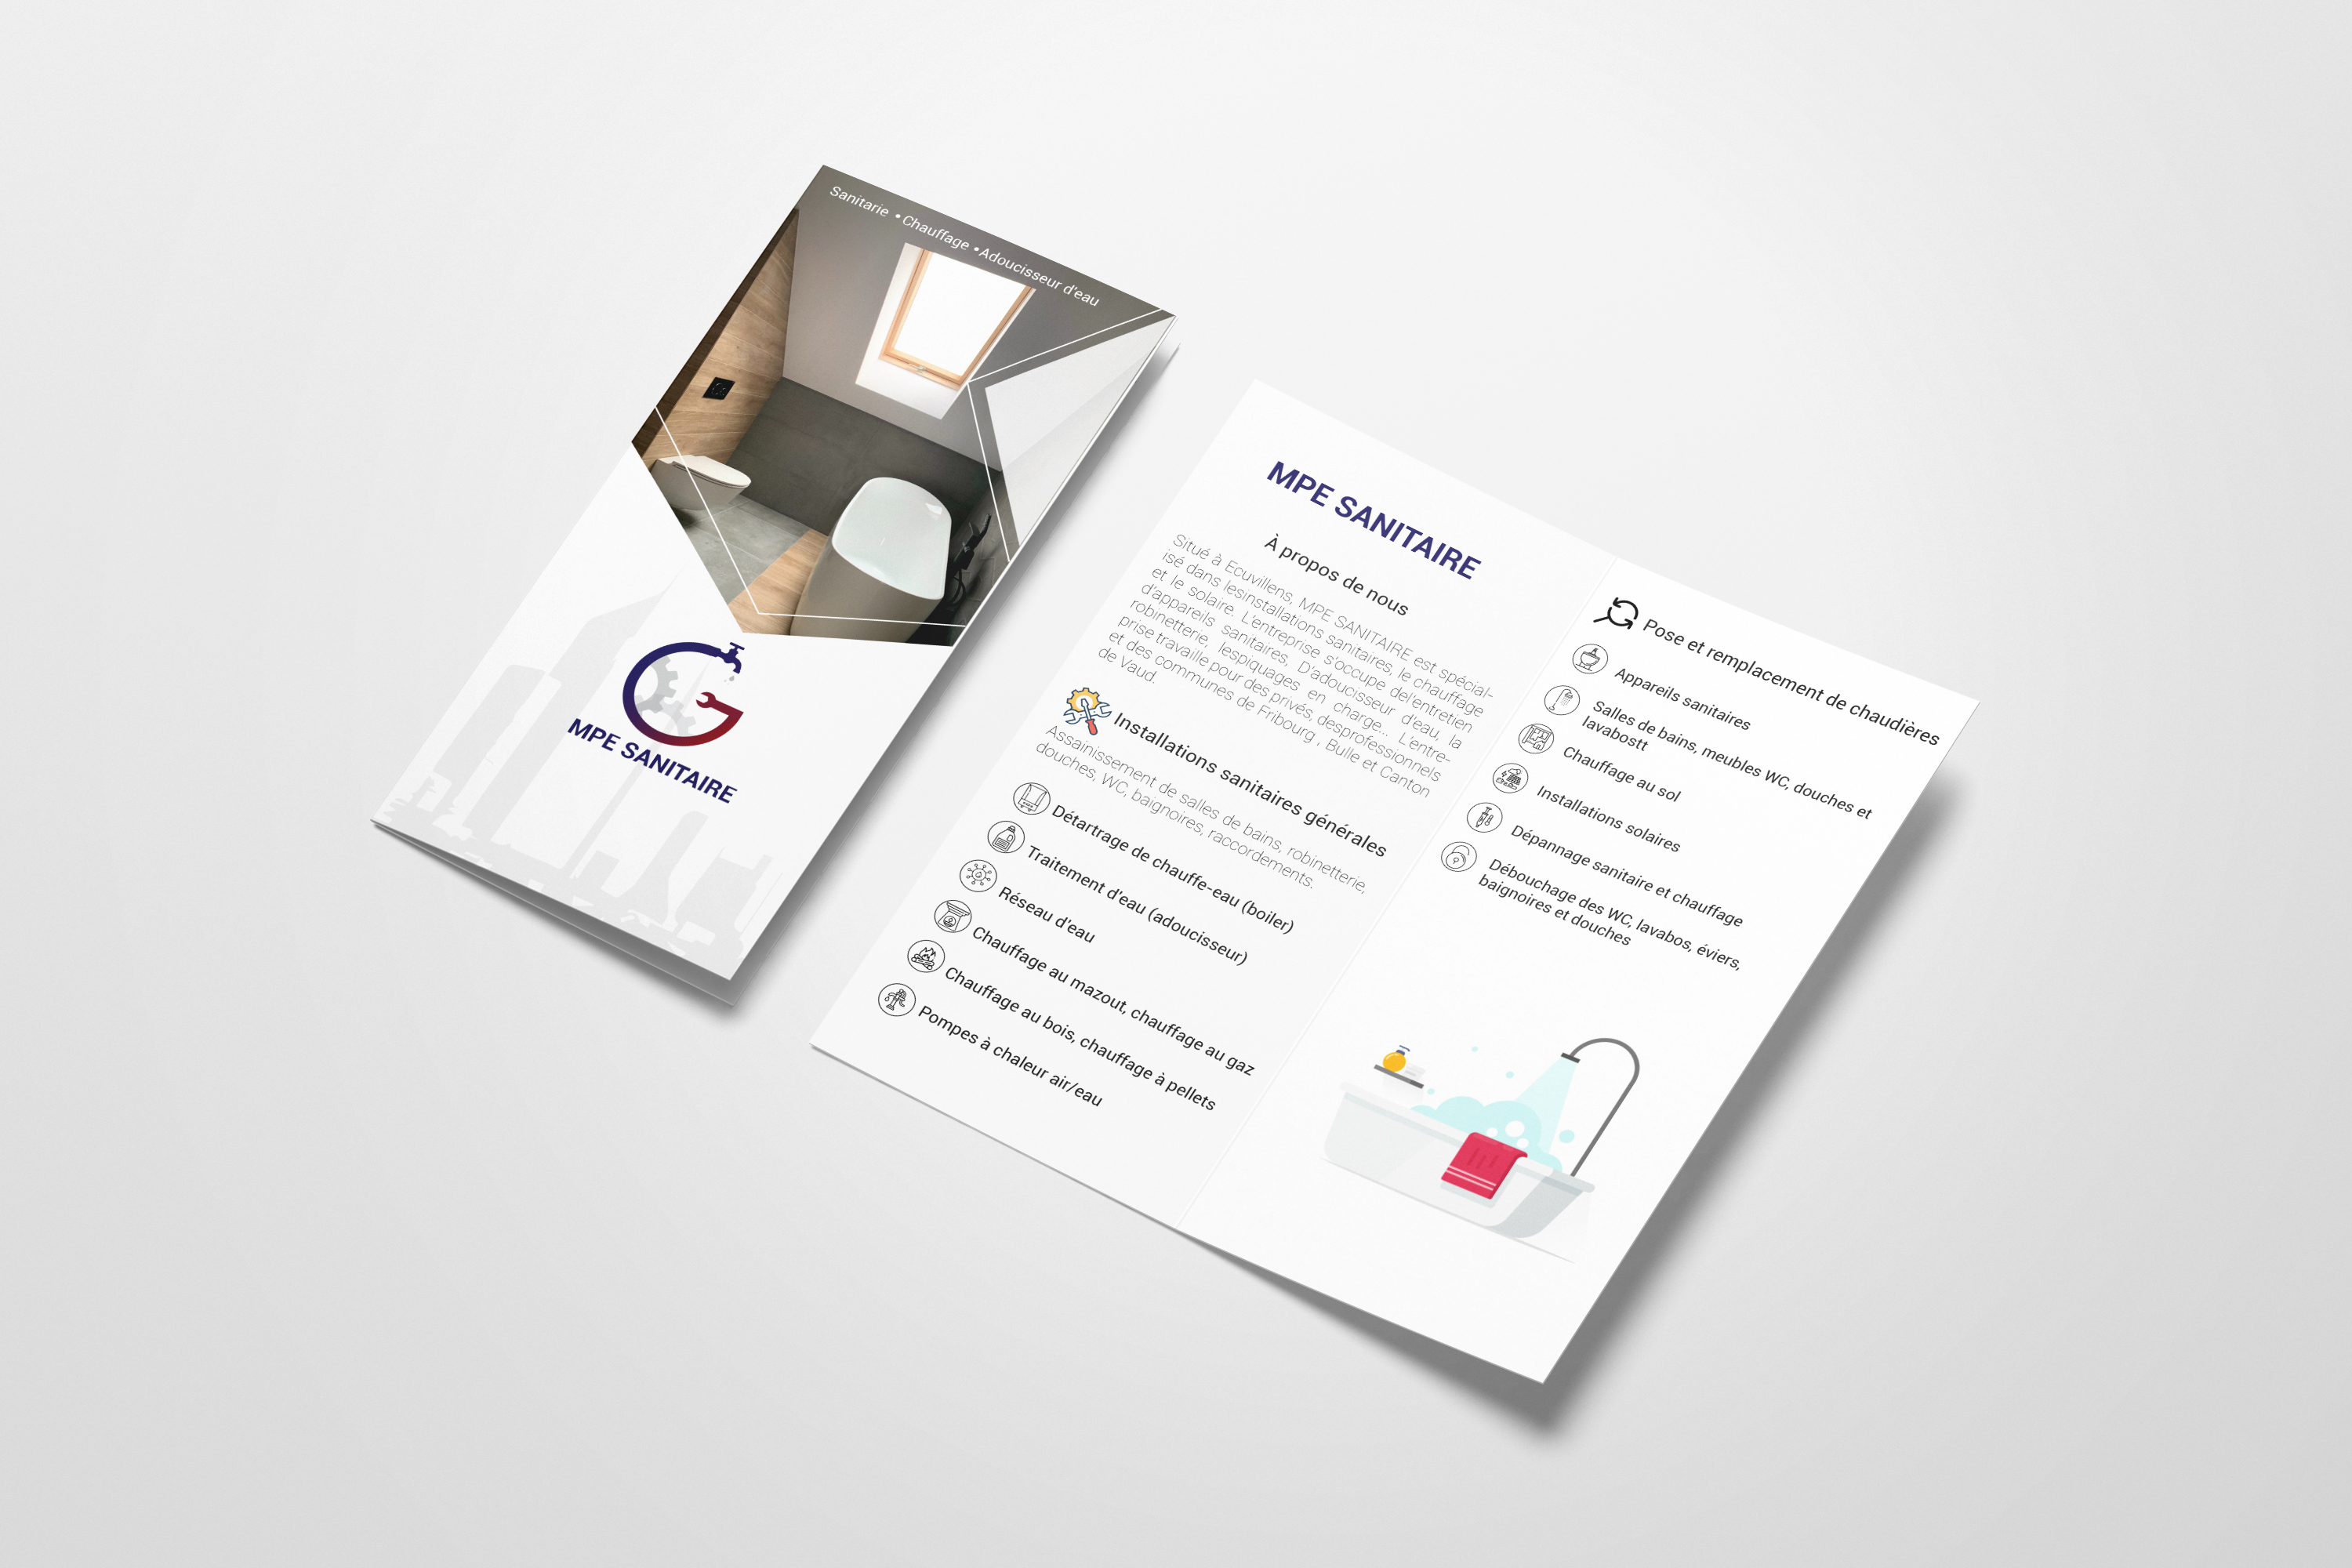 Sanitarie • Chauffage • Adoucisseur d'eau
MPE SANITAIRE
MPE SANITAIRE
À propos de nous
Situé à Ecuvillens, MPE SANITAIRE est spécial-
isé dans lesinstallations sanitaires, le chauffage
et le solaire. L'entreprise s'occupe del'entretien
d'appareils sanitaires, D'adoucisseur d'eau, la
robinetterie, lespiquages en charge... L'entre-
prise travaille pour des privés, desprofessionnels
et des communes de Fribourg , Bulle et Canton
de Vaud.
Installations sanitaires générales
Assainissement de salles de bains, robinetterie,
douches, WC, baignoires, raccordements.
Détartrage de chauffe-eau (boiler)
Traitement d'eau (adoucisseur)
Réseau d'eau
Chauffage au mazout, chauffage au gaz
Chauffage au bois, chauffage à pellets
Pompes à chaleur air/eau
Pose et remplacement de chaudières
Appareils sanitaires
Salles de bains, meubles WC, douches et
lavabostt
Chauffage au sol
Installations solaires
Dépannage sanitaire et chauffage
Débouchage des WC, lavabos, éviers,
baignoires et douches